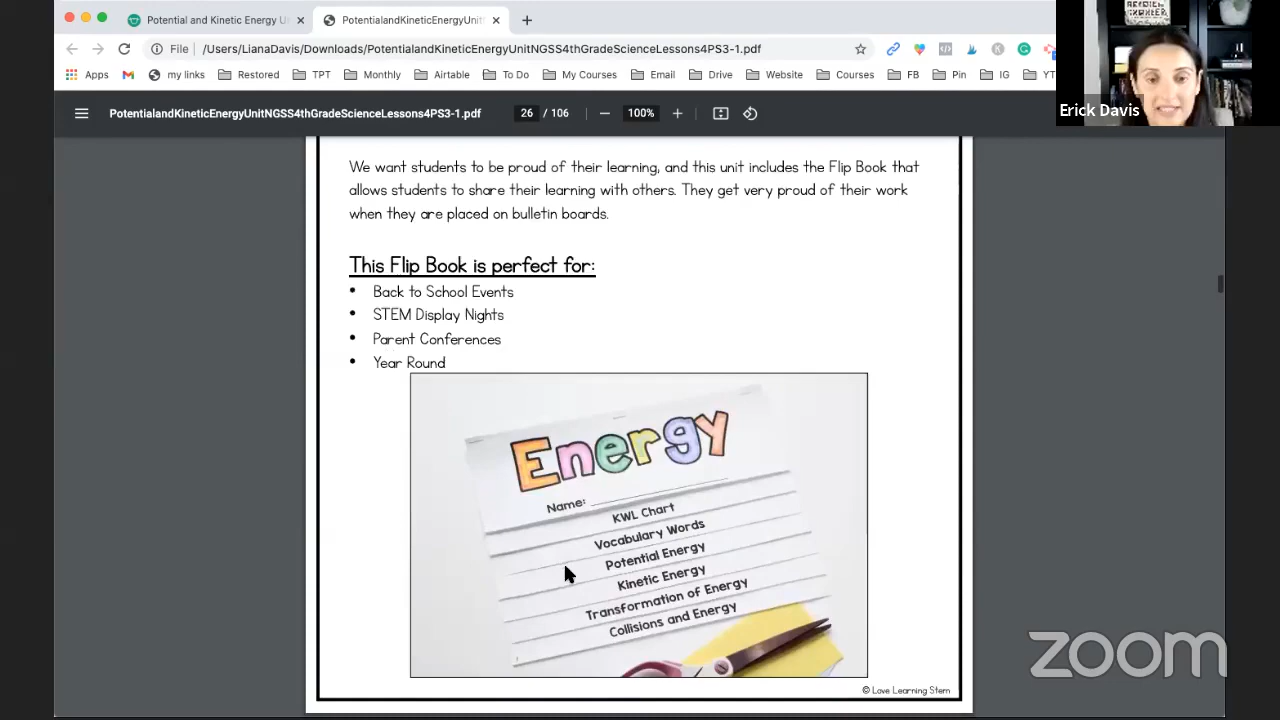 Potential and Kinetic Energy U
PotentialandKineticEnergyUnit
File
/Users/LianaDavis/Downloads/PotentialandKineticEnergyUnitNGSS4thGradeScienceLessons4PS3-1.pdf
Apps
my links
Restored
TPT
Monthly
Airtable
To Do
My Courses
Email
Drive
Website
Courses
FB
Pin
IG
YT
Erick Davis
PotentialandKineticEnergyUnitNGSS4thGradeScienceLessons4PS3-1.pdf
26 / 106
100%
We want students to be proud of their learning, and this unit includes the Flip Book that
allows students to share their learning with others. They get very proud of their work
when they are placed on bulletin boards.
This Flip Book is perfect for:
• Back to School Events
• STEM Display Nights
• Parent Conferences
• Year Round
Energy
Name:
KWL Chart
Vocabulary Words
Potential Energy
Kinetic Energy
Transformation of Energy
Collisions and Energy
© Love Learning Stem
zoom